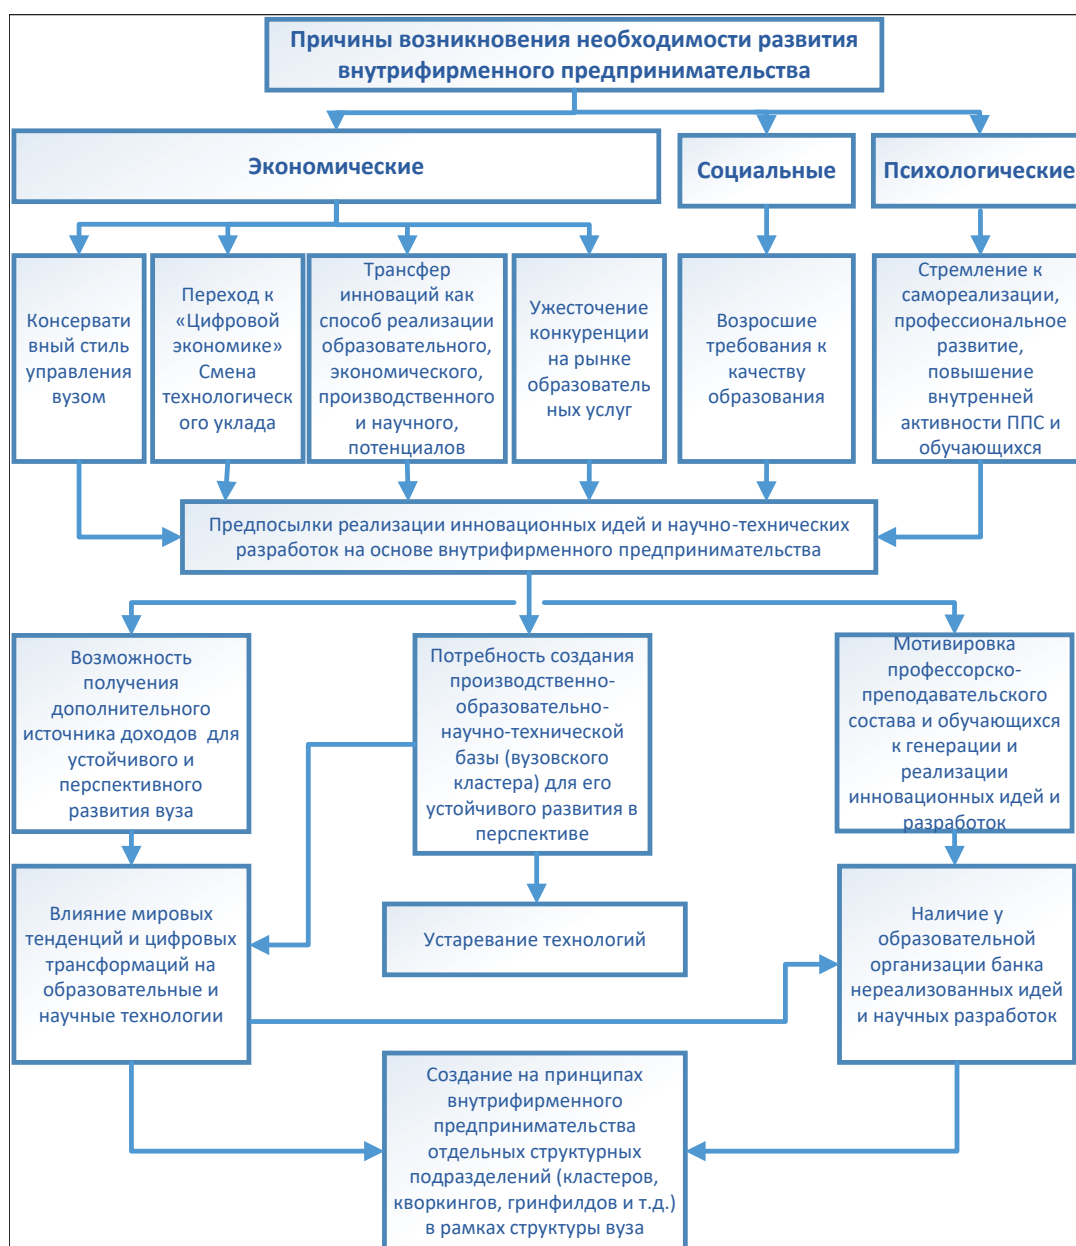 Причины возникновения необходимости развития
внутрифирменного предпринимательства
Экономические
Социальные
Психологические
Консервати
вный стиль
управления
вузом
Переход к
«Цифровой
экономике»
Смена
технологическ
ого уклада
Трансфер
инноваций как
способ реализации
образовательного,
экономического,
производственного
и научного,
потенциалов
Ужесточение
конкуренции
на рынке
образователь
ных услуг
Возросшие
требования к
качеству
образования
Стремление к
самореализации,
профессиональное
развитие,
повышение
внутренней
активности ППС и
обучающихся
Предпосылки реализации инновационных идей и научно-технических
разработок на основе внутрифирменного предпринимательства
Возможность
получения
дополнительного
источника доходов для
устойчивого и
перспективного
развития вуза
Потребность создания
производственно-
образовательно-
научно-технической
базы (вузовского
кластера) для его
устойчивого развития в
перспективе
Мотивировка
профессорско-
преподавательского
состава и обучающихся
к генерации и
реализации
инновационных идей и
разработок
Влияние мировых
тенденций и цифровых
трансформаций на
образовательные и
научные технологии
Устаревание технологий
Наличие у
образовательной
организации банка
нереализованных идей
и научных разработок
Создание на принципах
внутрифирменного
предпринимательства
отдельных структурных
подразделений (кластеров,
кворкингов, гринфилдов и т.д.)
в рамках структуры вуза